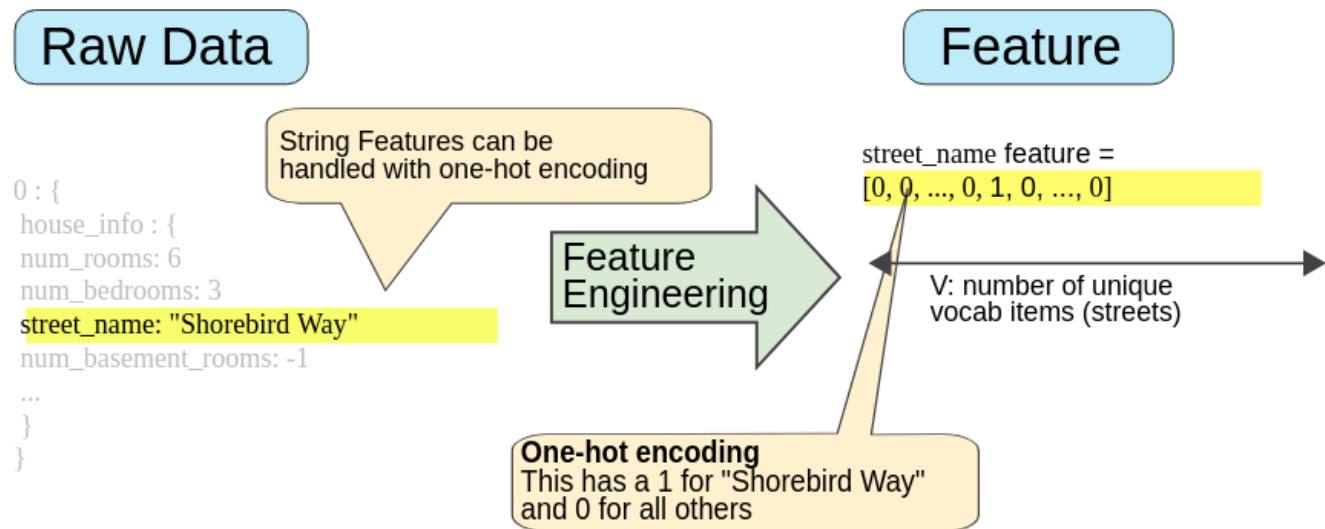 Raw Data
Feature
String Features can be
handled with one-hot encoding
0 : {
house_info : {
num_rooms: 6
num_bedrooms: 3
street_name: "Shorebird Way"
num_basement_rooms: -1
...
}
}
Feature
Engineering
street_name feature =
[0, 0, ..., 0, 1, 0, ..., 0]
V: number of unique
vocab items (streets)
One-hot encoding
This has a 1 for "Shorebird Way"
and 0 for all others